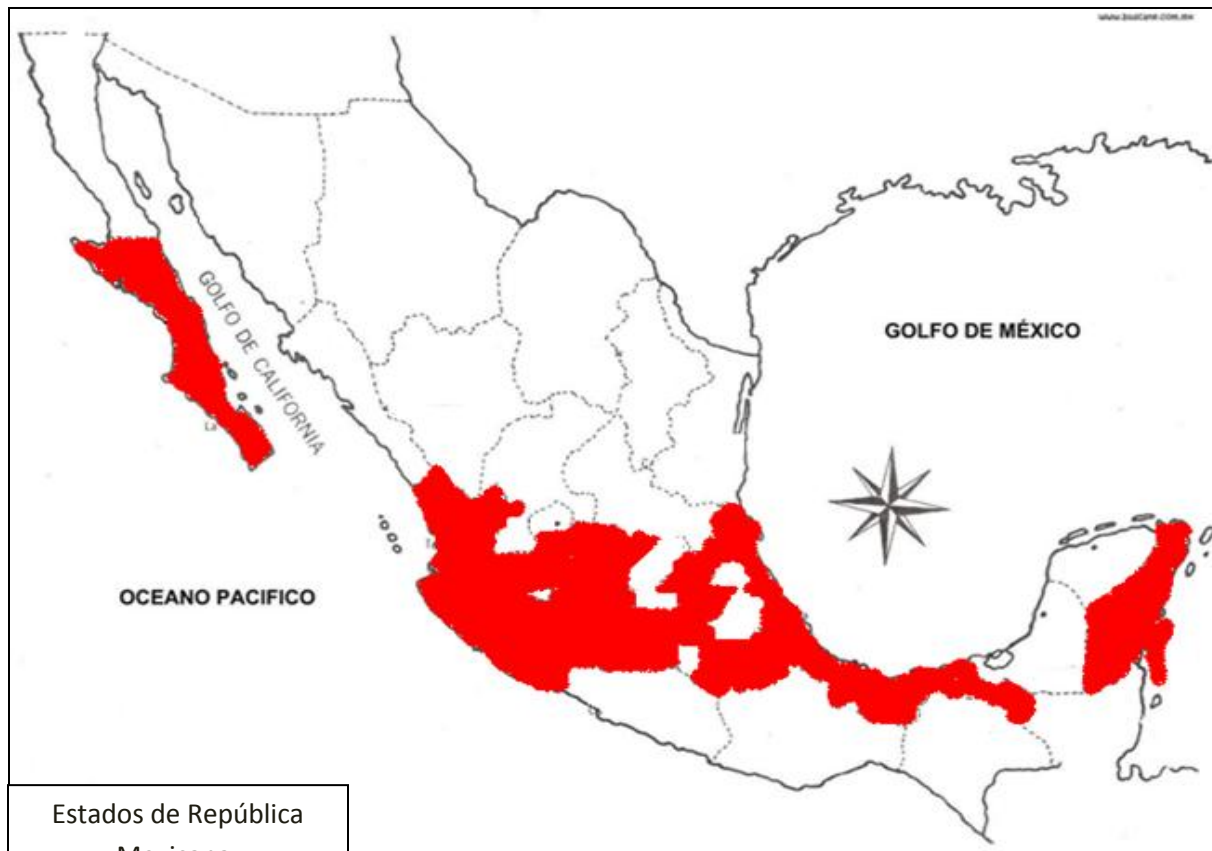 GOLFO DE CALIFORNIA
GOLFO DE MÉXICO
OCEANO PACIFICO
Estados de República